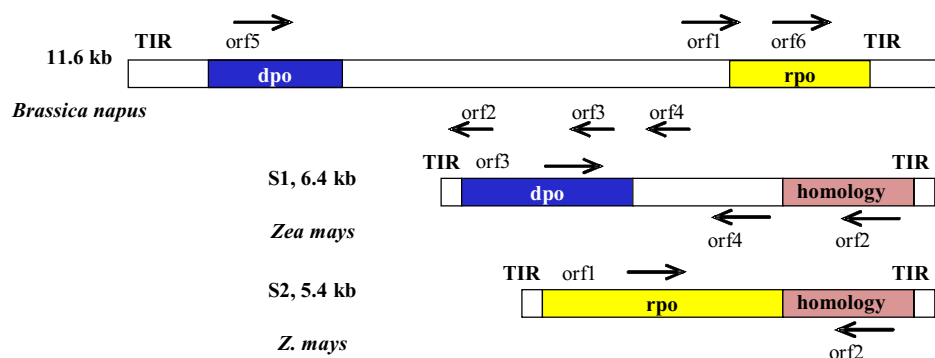 orf5 orf1 orf6
TIR TIR
11.6 kb dpo rpo
Brassica napus
orf2 orf3 orf4
TIR orf3 TIR
S1, 6.4 kb dpo homology
Zea mays orf4 orf2
TIR orf1 TIR
S2, 5.4 kb rpo homology
Z. mays orf2